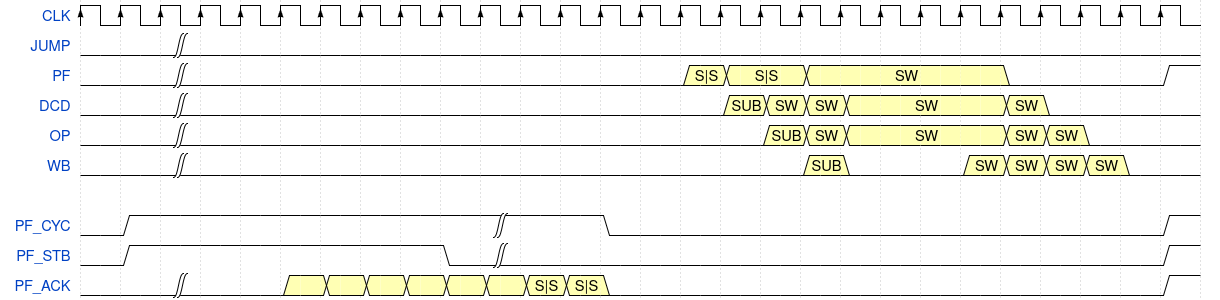 CLK
JUMP
PF S|S S|S SW
DCD SUB SW SW SW SW
OP SUB SW SW SW SW
WB SUB SW SW SW SW
PF_CYC
PF_STB
PF_ACK S|S S|S